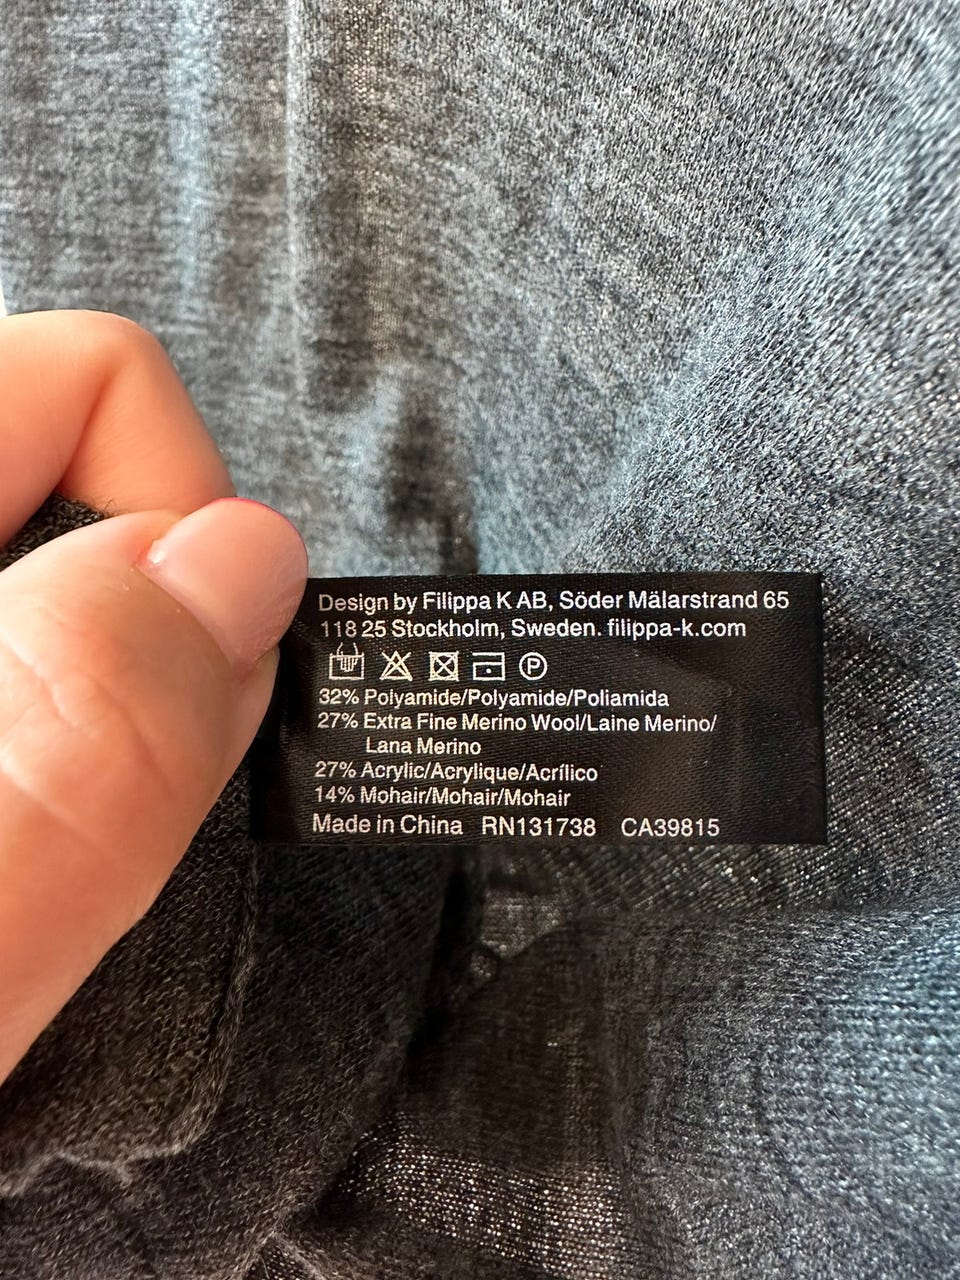 Design by Filippa K AB, Söder Mälarstrand 65
118 25 Stockholm, Sweden. filippa-k.com
P
32% Polyamide/Polyamide/Poliamida
27% Extra Fine Merino Wool/Laine Merino/
Lana Merino
27% Acrylic/Acrylique/Acrílico
14% Mohair/Mohair/Mohair
Made in China RN131738 CA39815